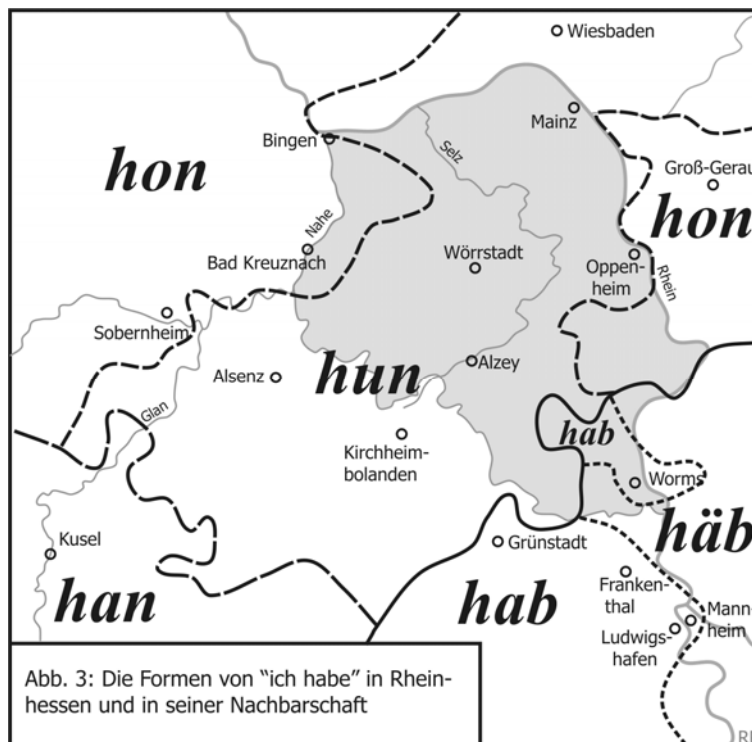 Wiesbaden
Mainz
Bingen
Selz
Groß-Gerau
hon
hon
Nahe
Bad Kreuznach
Wörrstadt
Oppen-
heim
Rhein
Sobernheim
Alsenz
hun
Alzey
Glan
hab
Kirchheim-
bolanden
Worms
Kusel
Grünstadt
häb
han
hab
Franken-
thal
Mann-
heim
Ludwigs-
hafen
Abb. 3: Die Formen von "ich habe" in Rhein-
hessen und in seiner Nachbarschaft